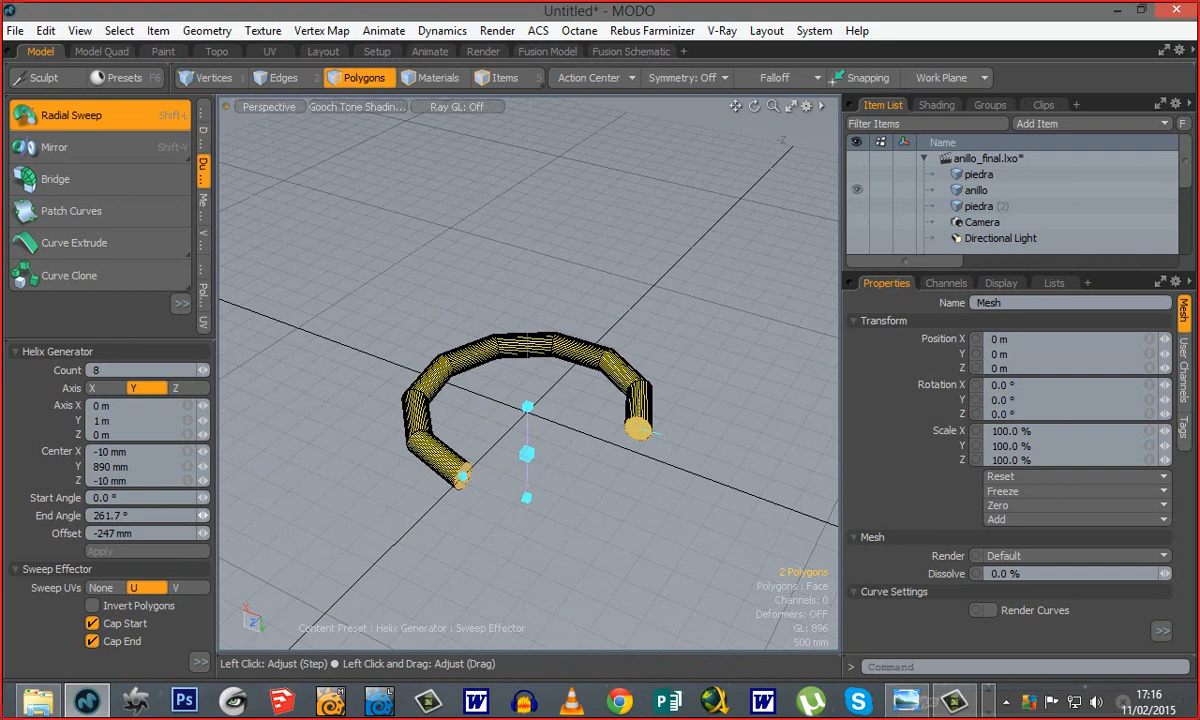 Untitled* - MODO
File Edit View Select Item Geometry Texture Vertex Map Animate Dynamics Render ACS Octane Rebus Farminizer V-Ray Layout System Help
Model Model Quad Paint Topo UV Layout Setup Animate Render Fusion Model Fusion Schematic +
Sculpt Presets F6 Vertices 1 Edges 2 Polygons Materials Items 5 Action Center Symmetry: Off Falloff Snapping Work Plane
Radial Sweep Shift-L
Mirror Shift-V
Bridge
Patch Curves
Curve Extrude
Curve Clone
>>
D...
Du...
Me...
V...
Pol...
UV
Helix Generator
Count 8
Axis X Y Z
Axis X 0 m
Y 1 m
Z 0 m
Center X -10 mm
Y 890 mm
Z -10 mm
Start Angle 0.0 °
End Angle 261.7 °
Offset -247 mm
Apply
Sweep Effector
Sweep UVs None U V
Invert Polygons
Cap Start
Cap End
>>
Perspective Gooch Tone Shadin... Ray GL: Off
-Z
X
Z
2 Polygons
Polygons : Face
Channels: 0
Deformers: OFF
GL: 896
500 mm
Content Preset : Helix Generator : Sweep Effector
Left Click: Adjust (Step) ● Left Click and Drag: Adjust (Drag)
Item List Shading Groups Clips +
Filter Items Add Item F
Name
anillo_final.lxo*
piedra
anillo
piedra (2)
Camera
Directional Light
Properties Channels Display Lists +
Name Mesh
Transform
Position X 0 m
Y 0 m
Z 0 m
Rotation X 0.0 °
Y 0.0 °
Z 0.0 °
Scale X 100.0 %
Y 100.0 %
Z 100.0 %
Reset
Freeze
Zero
Add
Mesh
Render Default
Dissolve 0.0 %
Curve Settings
Render Curves
>>
Mesh
User Channels
Tags
> Command
17:16
11/02/2015